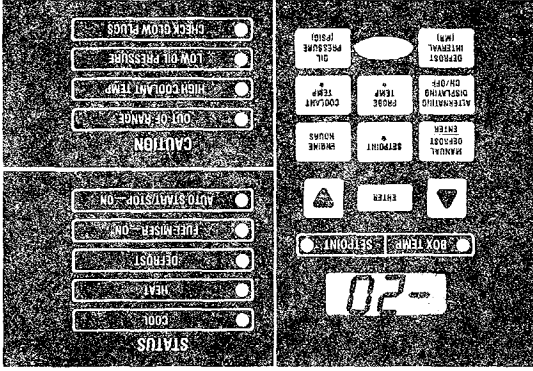 -20
BOX TEMP
SETPOINT
ENTER
MANUAL
DEFROST
ENTER
SETPOINT
ENGINE
HOURS
ALTERNATING
DISPLAYING
ON/OFF
PROBE
TEMP
COOLANT
TEMP
DEFROST
INTERVAL
(HR)
OIL
PRESSURE
(PSIG)
STATUS
COOL
HEAT
DEFROST
FUEL MISER—ON
AUTO START/STOP—ON
CAUTION
OUT OF RANGE
HIGH COOLANT TEMP
LOW OIL PRESSURE
CHECK GLOW PLUGS